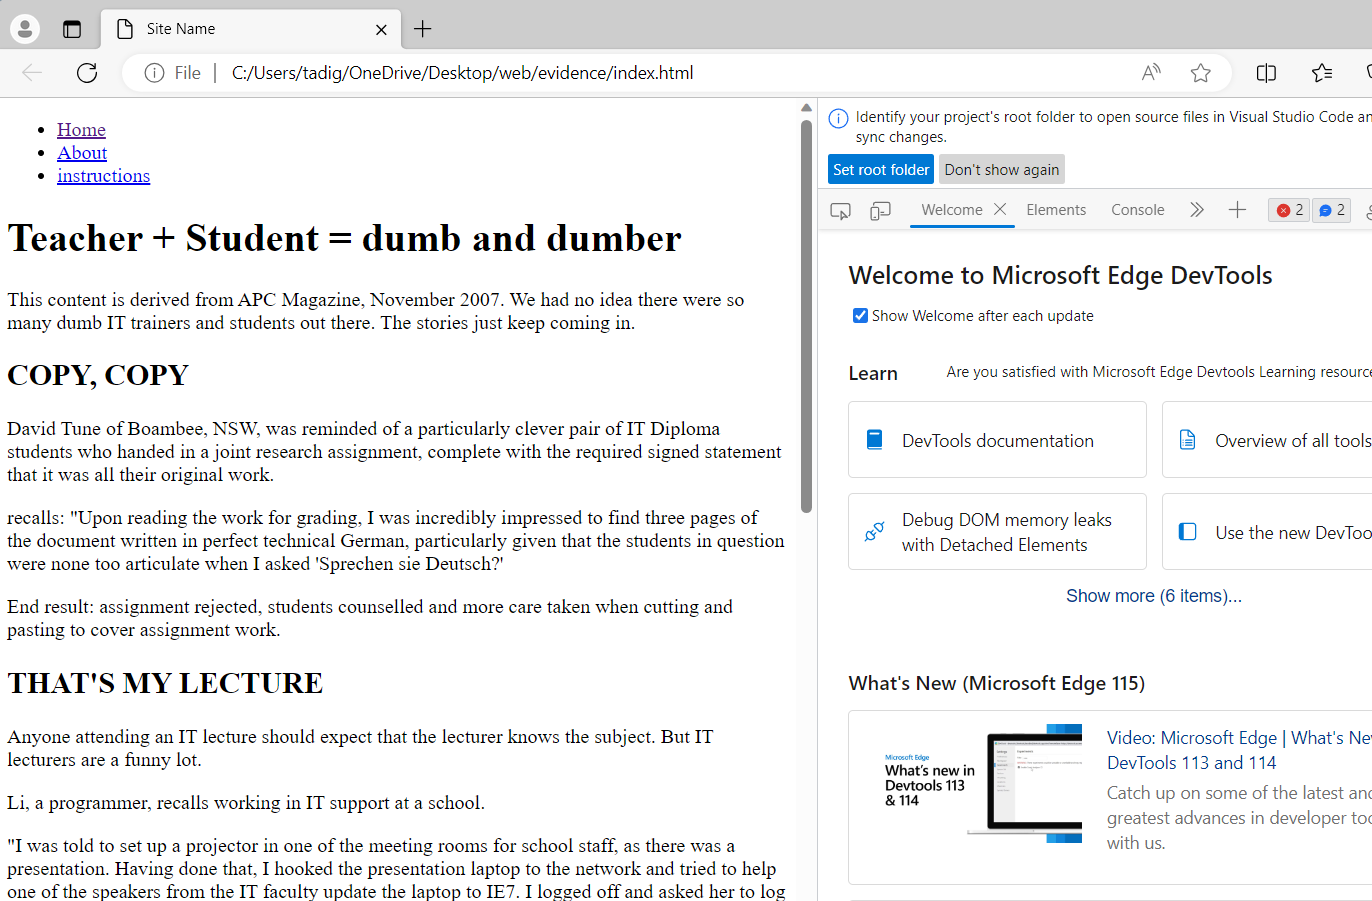 Site Name
File
C:/Users/tadig/OneDrive/Desktop/web/evidence/index.html
Home
About
instructions
Teacher + Student = dumb and dumber
This content is derived from APC Magazine, November 2007. We had no idea there were so
many dumb IT trainers and students out there. The stories just keep coming in.
COPY, COPY
David Tune of Boambee, NSW, was reminded of a particularly clever pair of IT Diploma
students who handed in a joint research assignment, complete with the required signed statement
that it was all their original work.
recalls: "Upon reading the work for grading, I was incredibly impressed to find three pages of
the document written in perfect technical German, particularly given that the students in question
were none too articulate when I asked 'Sprechen sie Deutsch?'
End result: assignment rejected, students counselled and more care taken when cutting and
pasting to cover assignment work.
THAT'S MY LECTURE
Anyone attending an IT lecture should expect that the lecturer knows the subject. But IT
lecturers are a funny lot.
Li, a programmer, recalls working in IT support at a school.
"I was told to set up a projector in one of the meeting rooms for school staff, as there was a
presentation. Having done that, I hooked the presentation laptop to the network and tried to help
one of the speakers from the IT faculty update the laptop to IE7. I logged off and asked her to log
Identify your project's root folder to open source files in Visual Studio Code an
sync changes.
Set root folder
Don't show again
Welcome
Elements
Console
2
2
Welcome to Microsoft Edge DevTools
Show Welcome after each update
Learn
Are you satisfied with Microsoft Edge Devtools Learning resource
DevTools documentation
Overview of all tools
Debug DOM memory leaks
with Detached Elements
Use the new DevToo
Show more (6 items)...
What's New (Microsoft Edge 115)
Microsoft Edge
What's new in
Devtools 113
& 114
Video: Microsoft Edge | What's Ne
DevTools 113 and 114
Catch up on some of the latest and
greatest advances in developer too
with us.